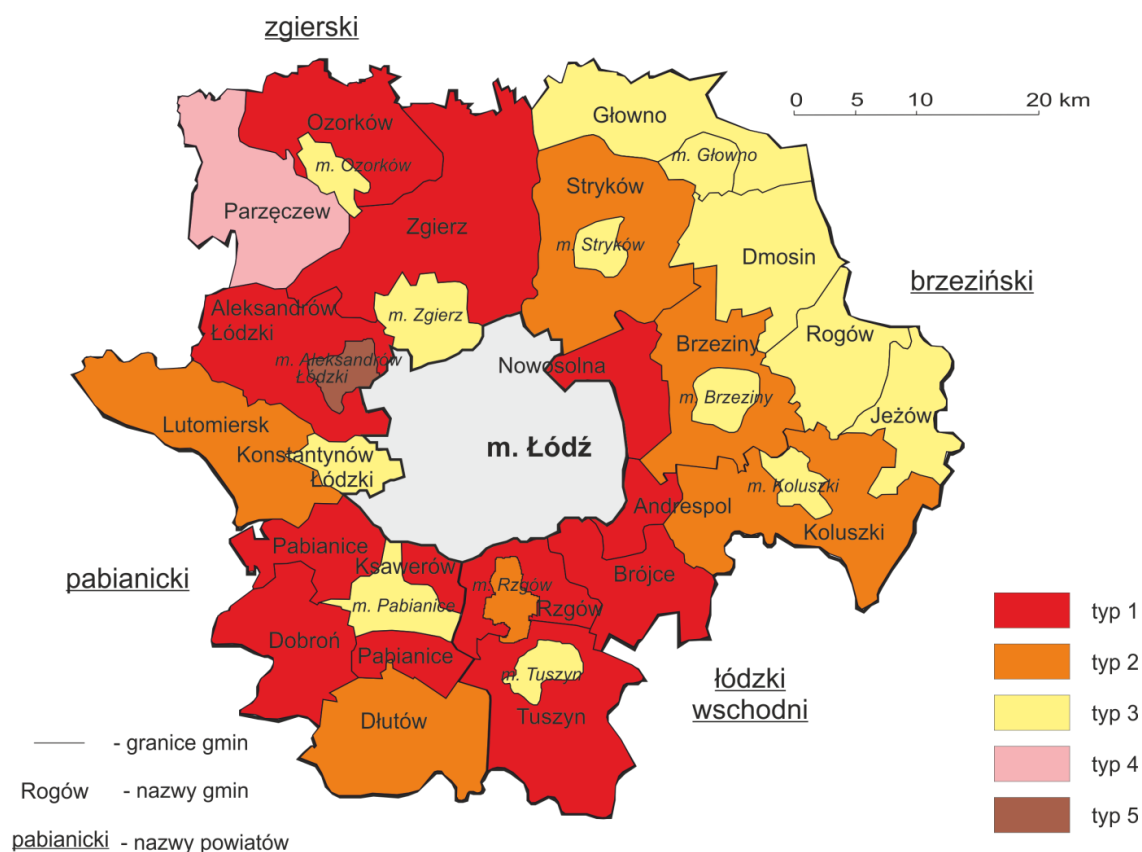 zgierski
0 5 10 20 km
Głowno
Ozorków
m. Głowno
m. Ozorków
Stryków
Parzęczew
Zgierz
m. Stryków
Dmosin
brzeziński
Aleksandrów
Łódzki
m. Zgierz
Rogów
Brzeziny
Nowosolna
m. Aleksandrów
Łódzki
m. Brzeziny
Jeżów
Lutomiersk
m. Łódź
Konstantynów
Łódzki
m. Koluszki
Andrespol
Koluszki
Pabianice
Ksawerów
pabianicki
m. Rzgów
Brójce
m. Pabianice
Rzgów
typ 1
Dobroń
Pabianice
m. Tuszyn
typ 2
łódzki
wschodni
Dłutów
Tuszyn
typ 3
- granice gmin
typ 4
Rogów - nazwy gmin
typ 5
pabianicki - nazwy powiatów